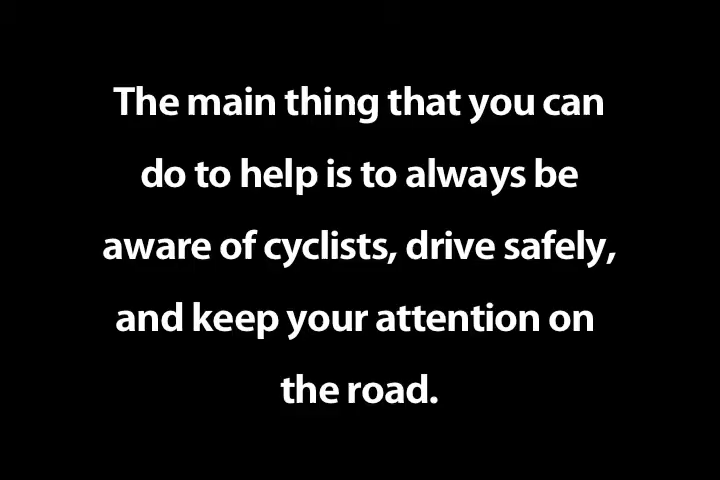 The main thing that you can
do to help is to always be
aware of cyclists, drive safely,
and keep your attention on
the road.